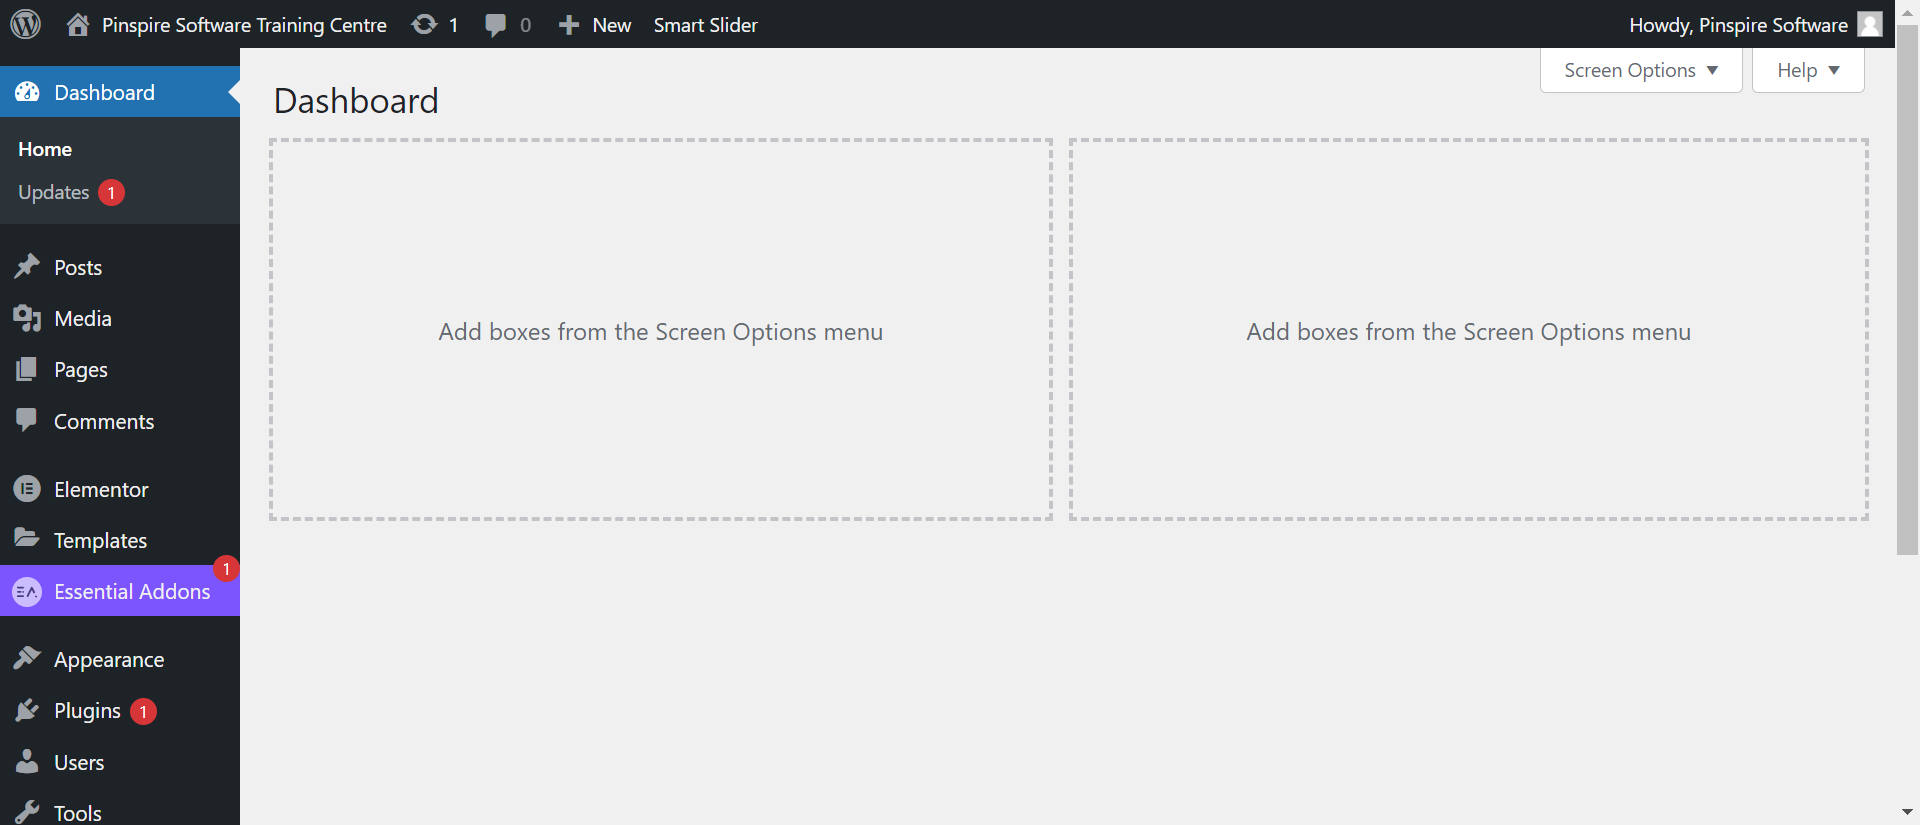 Pinspire Software Training Centre 1 0 New Smart Slider Howdy, Pinspire Software
Screen Options Help
Dashboard
Dashboard
Home
Updates 1
Posts
Media
Pages
Comments
Elementor
Templates
Essential Addons 1
Appearance
Plugins 1
Users
Tools
Add boxes from the Screen Options menu
Add boxes from the Screen Options menu